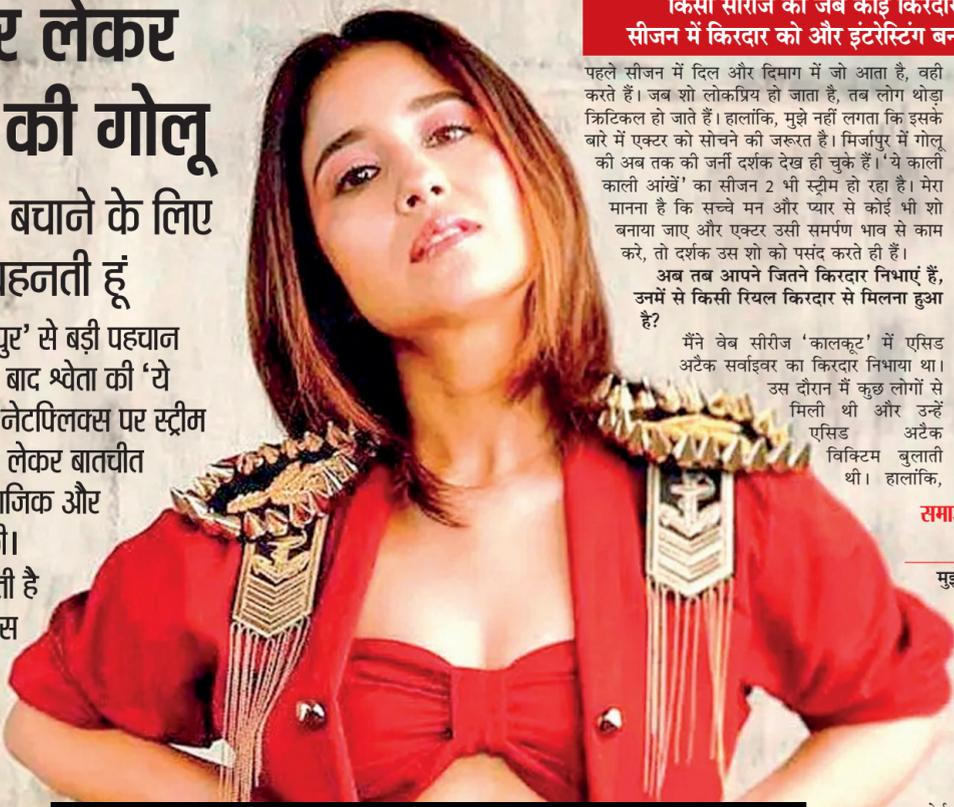 लेकर
की गोलू
बचाने के लिए
पहनती हूं
पुर’ से बड़ी पहचान
बाद श्वेता की ‘ये
नेटफ्लिक्स पर स्ट्रीम
लेकर बातचीत
और
ती है
किसी सीरीज का जब कोई किरदार
सीजन में किरदार को और इंटरेस्टिंग बन
पहले सीजन में दिल और दिमाग में जो आता है, वही
करते हैं। जब शो लोकप्रिय हो जाता है, तब लोग थोड़ा
क्रिटिकल हो जाते हैं। हालांकि, मुझे नहीं लगता कि इसके
बारे में एक्टर को सोचने की जरूरत है। मिर्जापुर में गोलू
की अब तक की जर्नी दर्शक देख ही चुके हैं। ‘ये काली
काली आंखें’ का सीजन 2 भी स्ट्रीम हो रहा है। मेरा
मानना है कि सच्चे मन और प्यार से कोई भी शो
बनाया जाए और एक्टर उसी समर्पण भाव से काम
करे, तो दर्शक उस शो को पसंद करते ही हैं।
अब तब आपने जितने किरदार निभाएं हैं,
उनमें से किसी रियल किरदार से मिलना हुआ
है?
मैंने वेब सीरीज ‘कालकूट’ में एसिड
अटैक सर्वाइवर का किरदार निभाया था।
उस दौरान मैं कुछ लोगों से
मिली थी और उन्हें
एसिड अटैक
विक्टिम बुलाती
थी। हालांकि,